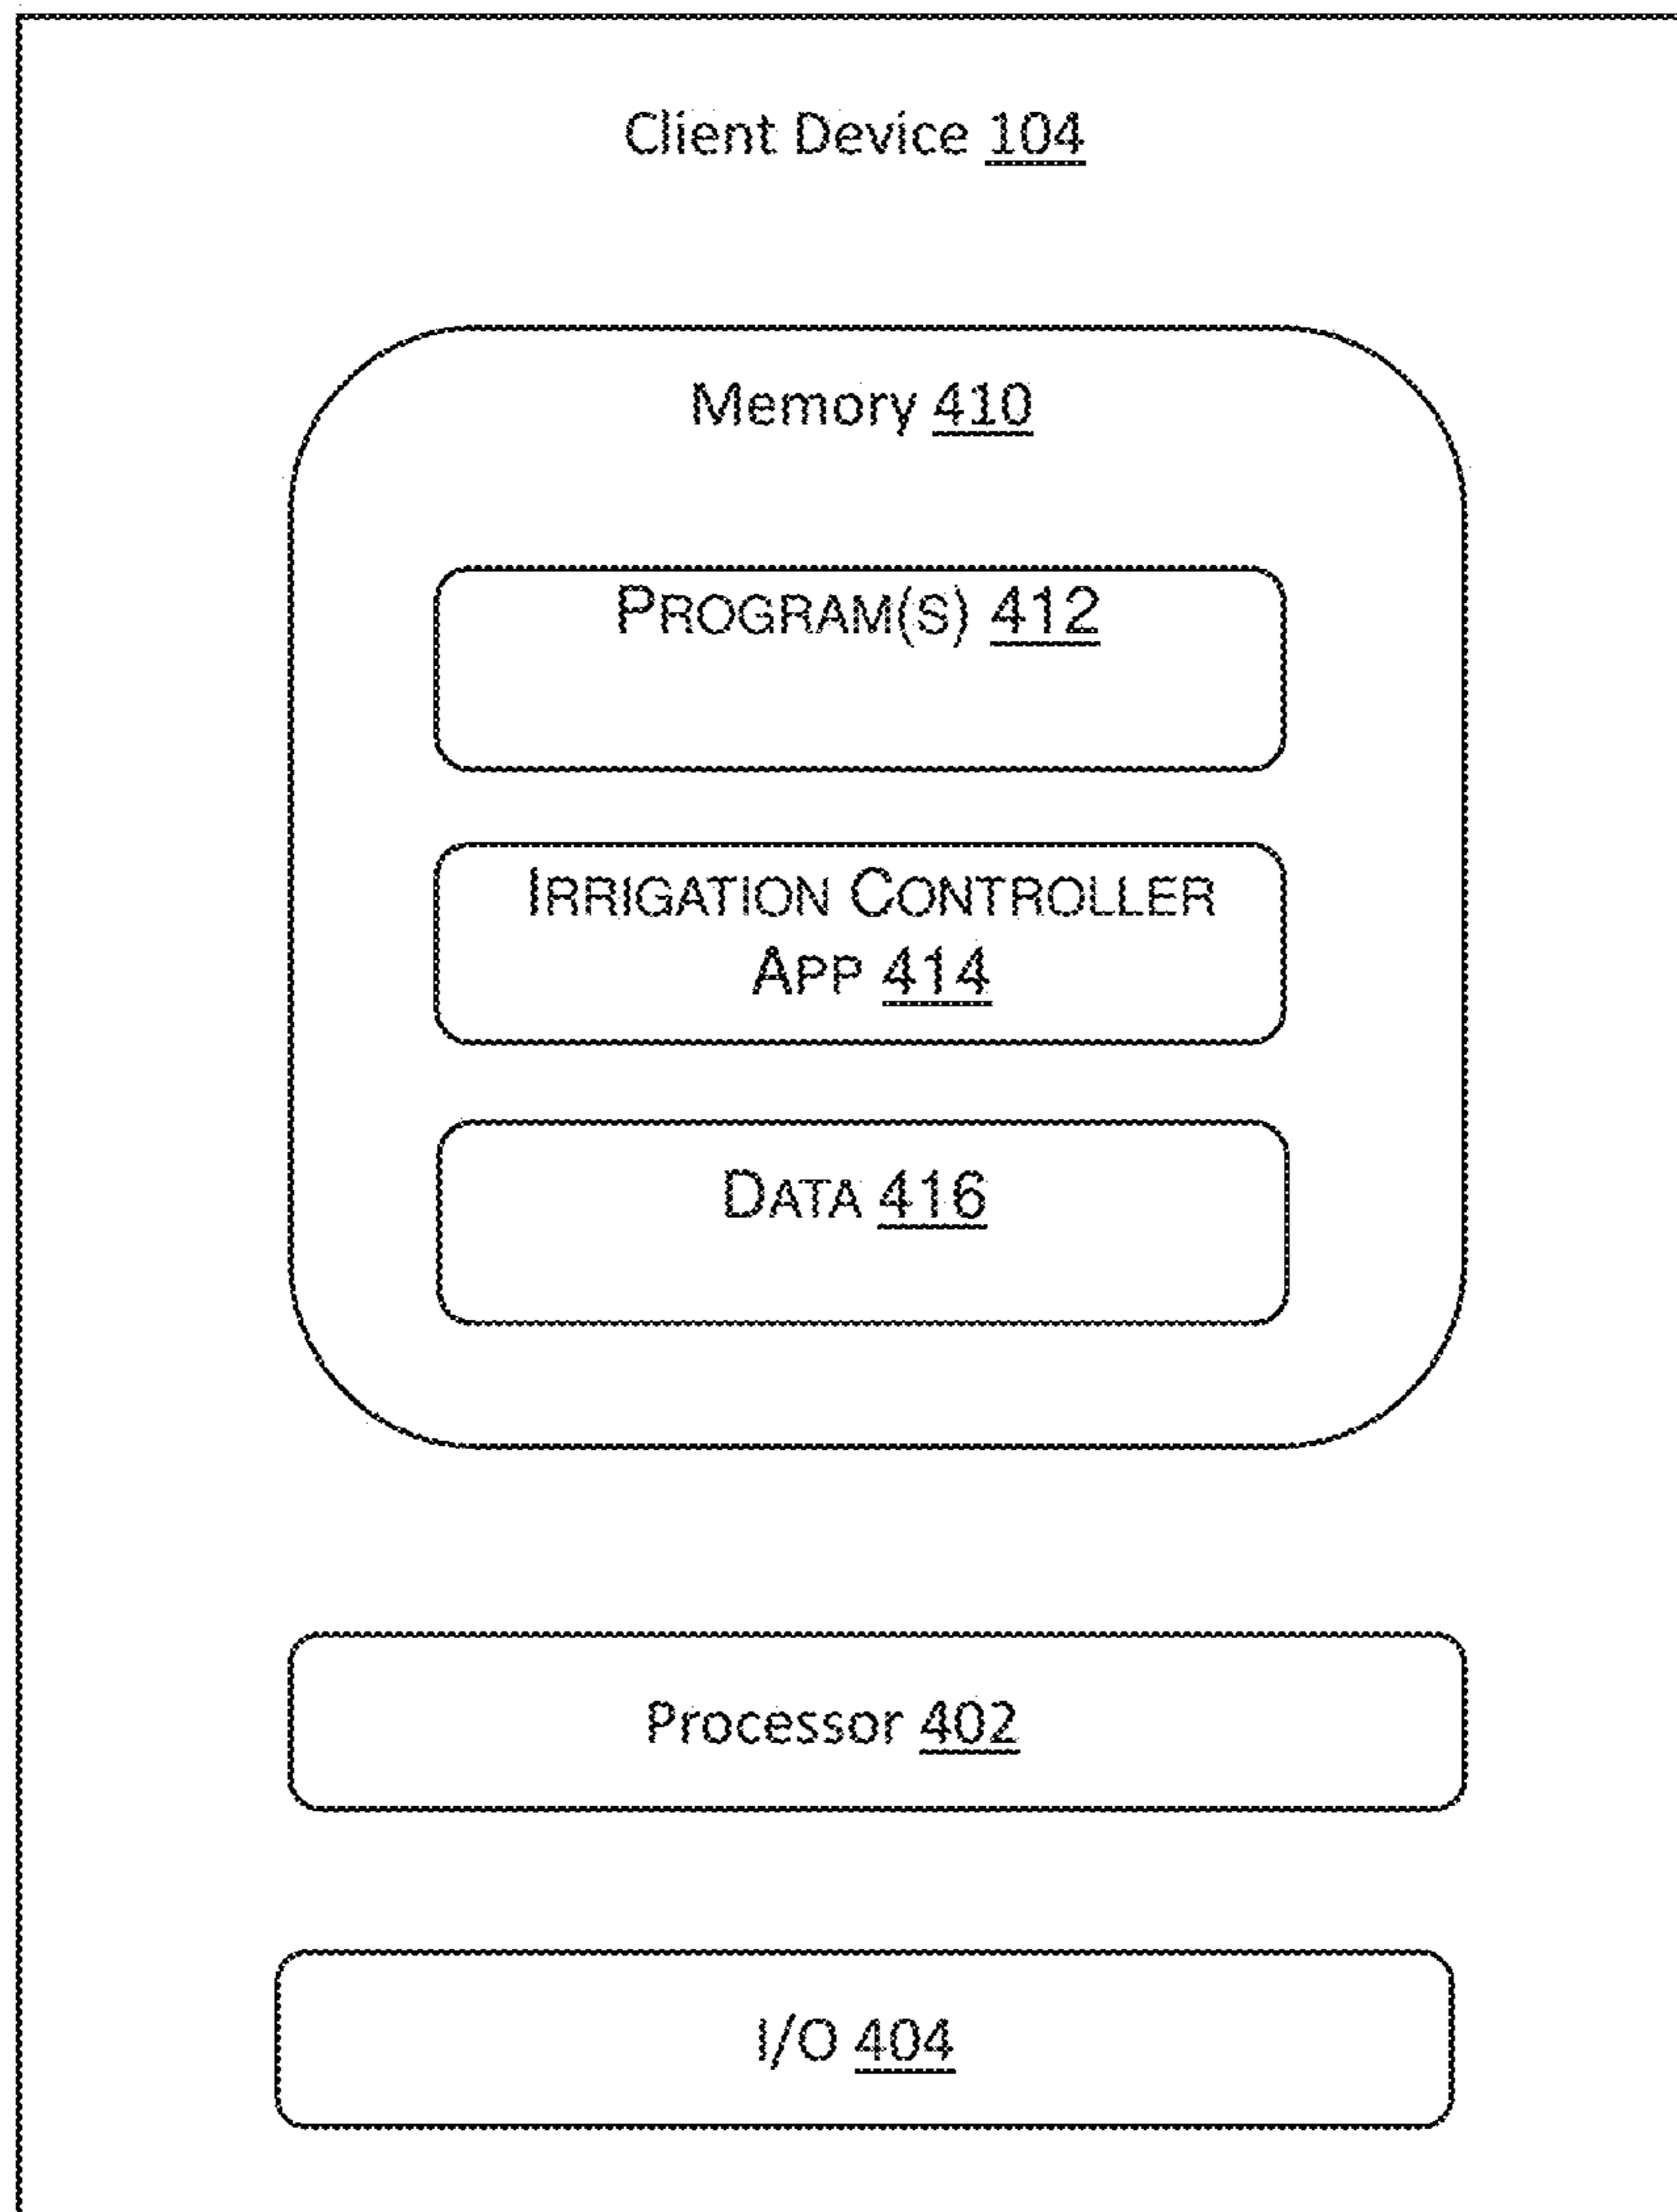 Client Device 104
Memory 410
PROGRAM(S) 412
IRRIGATION CONTROLLER
APP 414
DATA 416
Processor 402
I/O 404